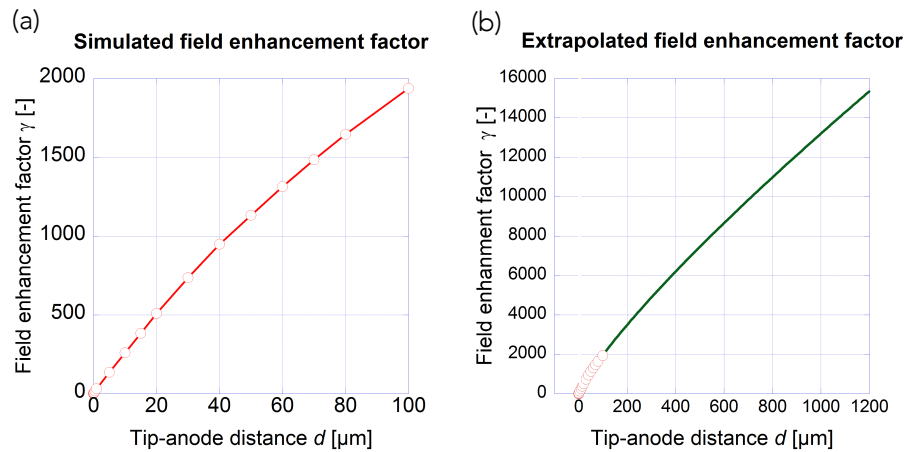 (a)
Simulated field enhancement factor
Field enhancement factor γ [-]
2000
1500
1000
500
0
0 20 40 60 80 100
Tip-anode distance d [µm]
(b)
Extrapolated field enhancement factor
Field enhanment factor γ [-]
16000
14000
12000
10000
8000
6000
4000
2000
0
0 200 400 600 800 1000 1200
Tip-anode distance d [µm]